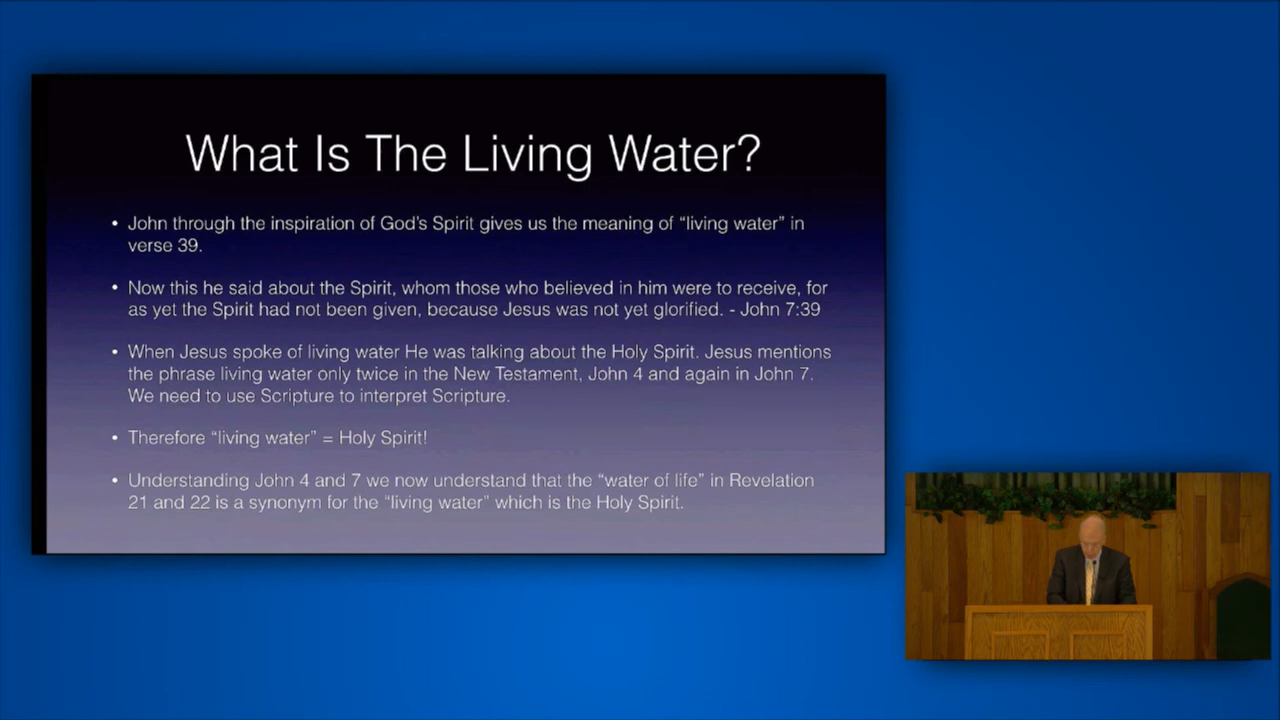 What Is The Living Water?
• John through the inspiration of God's Spirit gives us the meaning of “living water” in
verse 39.
• Now this he said about the Spirit, whom those who believed in him were to receive, for
as yet the Spirit had not been given, because Jesus was not yet glorified. - John 7:39
• When Jesus spoke of living water He was talking about the Holy Spirit. Jesus mentions
the phrase living water only twice in the New Testament, John 4 and again in John 7.
We need to use Scripture to interpret Scripture.
• Therefore “living water” = Holy Spirit!
• Understanding John 4 and 7 we now understand that the “water of life” in Revelation
21 and 22 is a synonym for the “living water” which is the Holy Spirit.